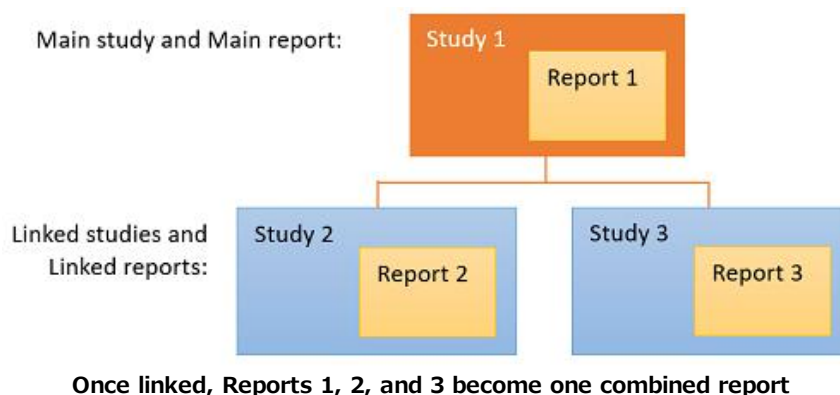 Main study and Main report:
Study 1
Report 1
Linked studies and
Linked reports:
Study 2
Report 2
Study 3
Report 3
Once linked, Reports 1, 2, and 3 become one combined report